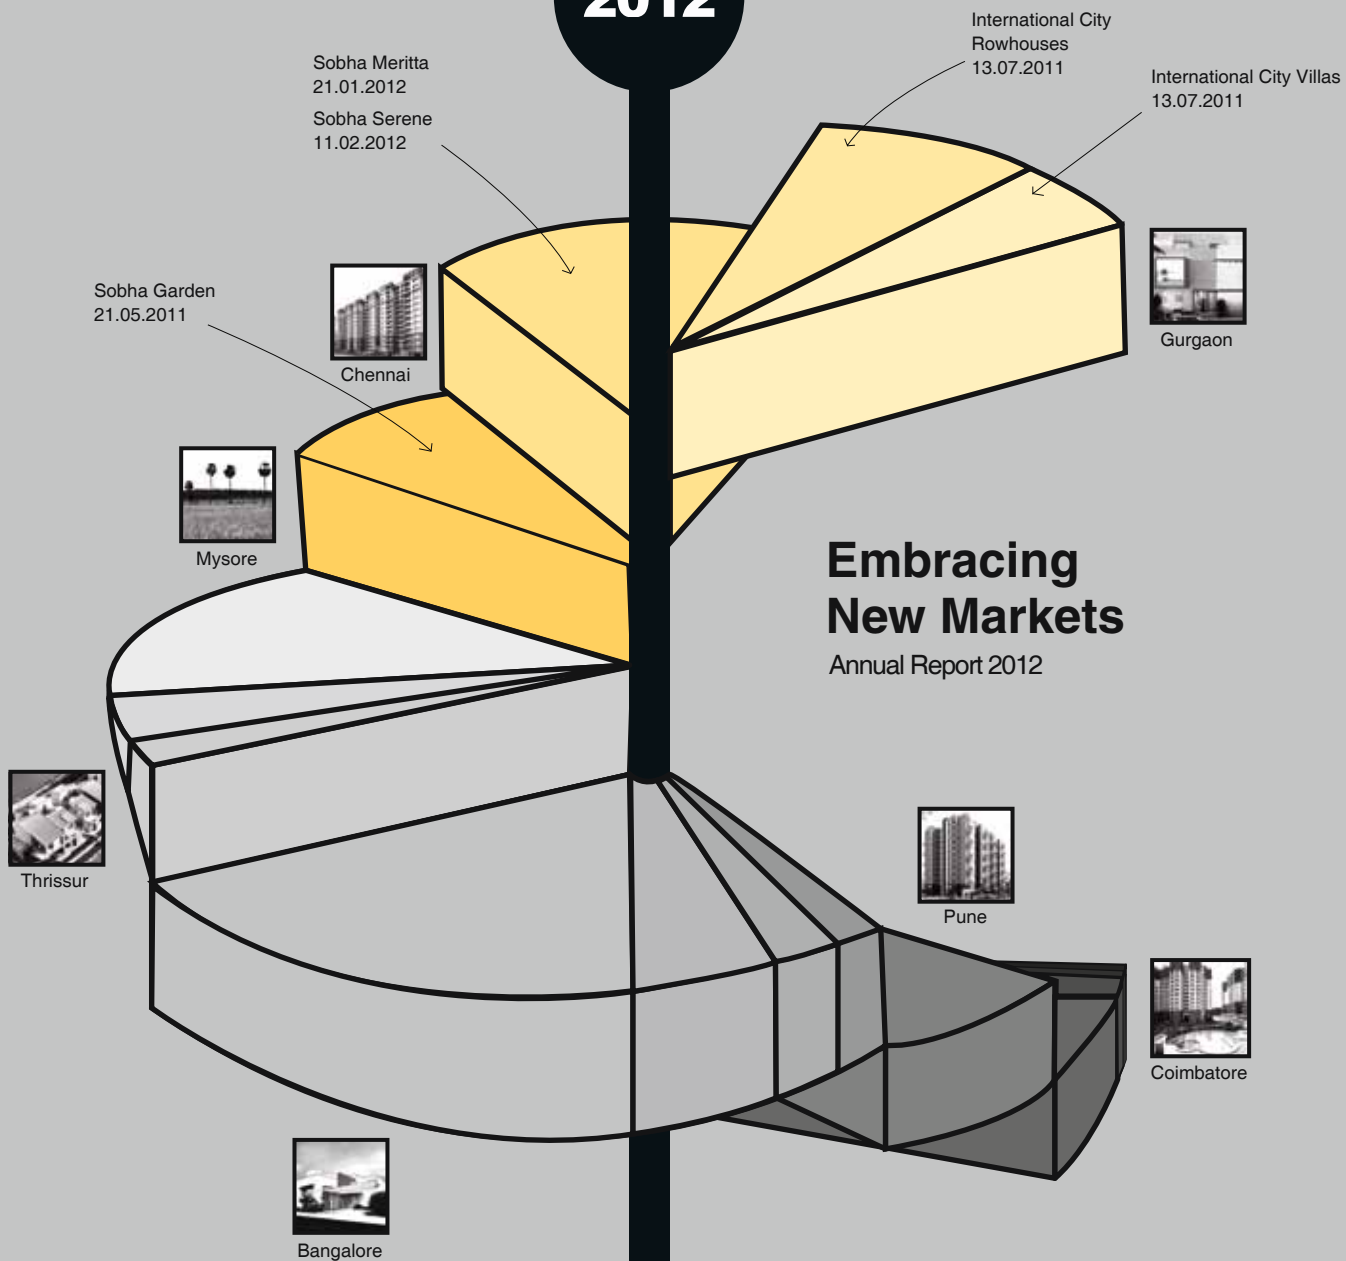 2012
International City
Rowhouses
13.07.2011
International City Villas
13.07.2011
Sobha Meritta
21.01.2012
Sobha Serene
11.02.2012
Sobha Garden
21.05.2011
Gurgaon
Chennai
Mysore
Embracing
New Markets
Annual Report 2012
Thrissur
Pune
Coimbatore
Bangalore